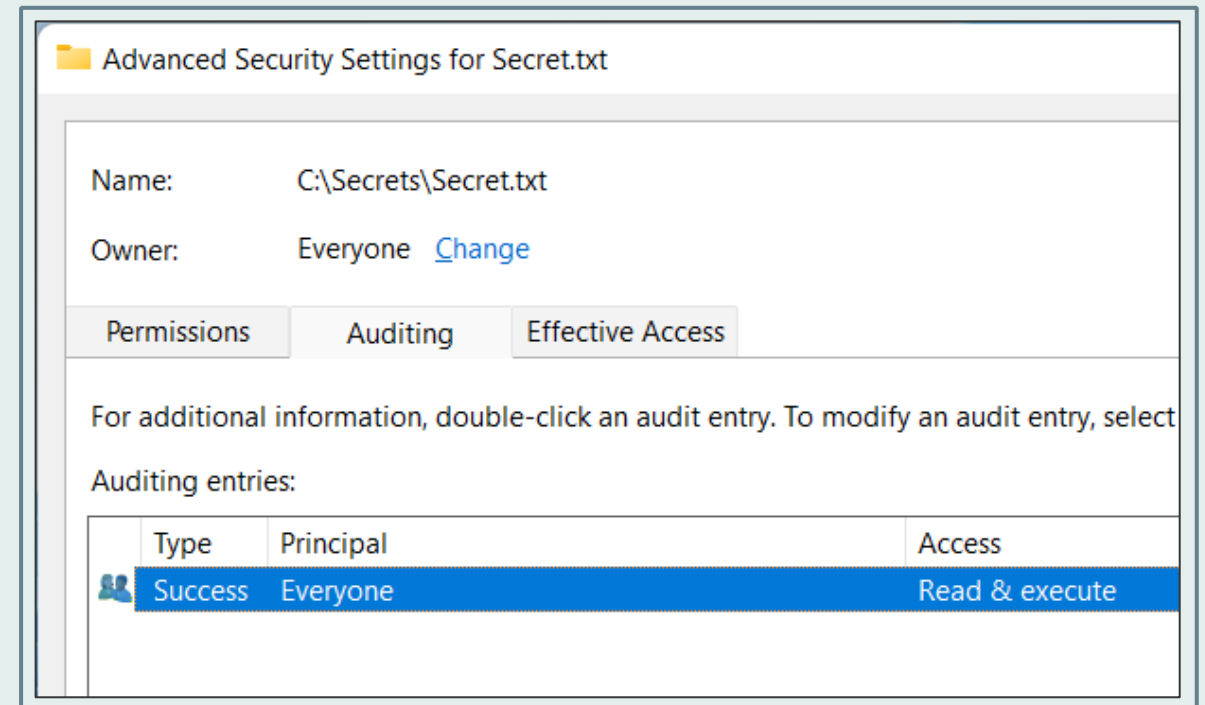 Advanced Security Settings for Secret.txt
Name: C:\Secrets\Secret.txt
Owner: Everyone Change
Permissions Auditing Effective Access
For additional information, double-click an audit entry. To modify an audit entry, select
Auditing entries:
Type Principal Access
Success Everyone Read & execute